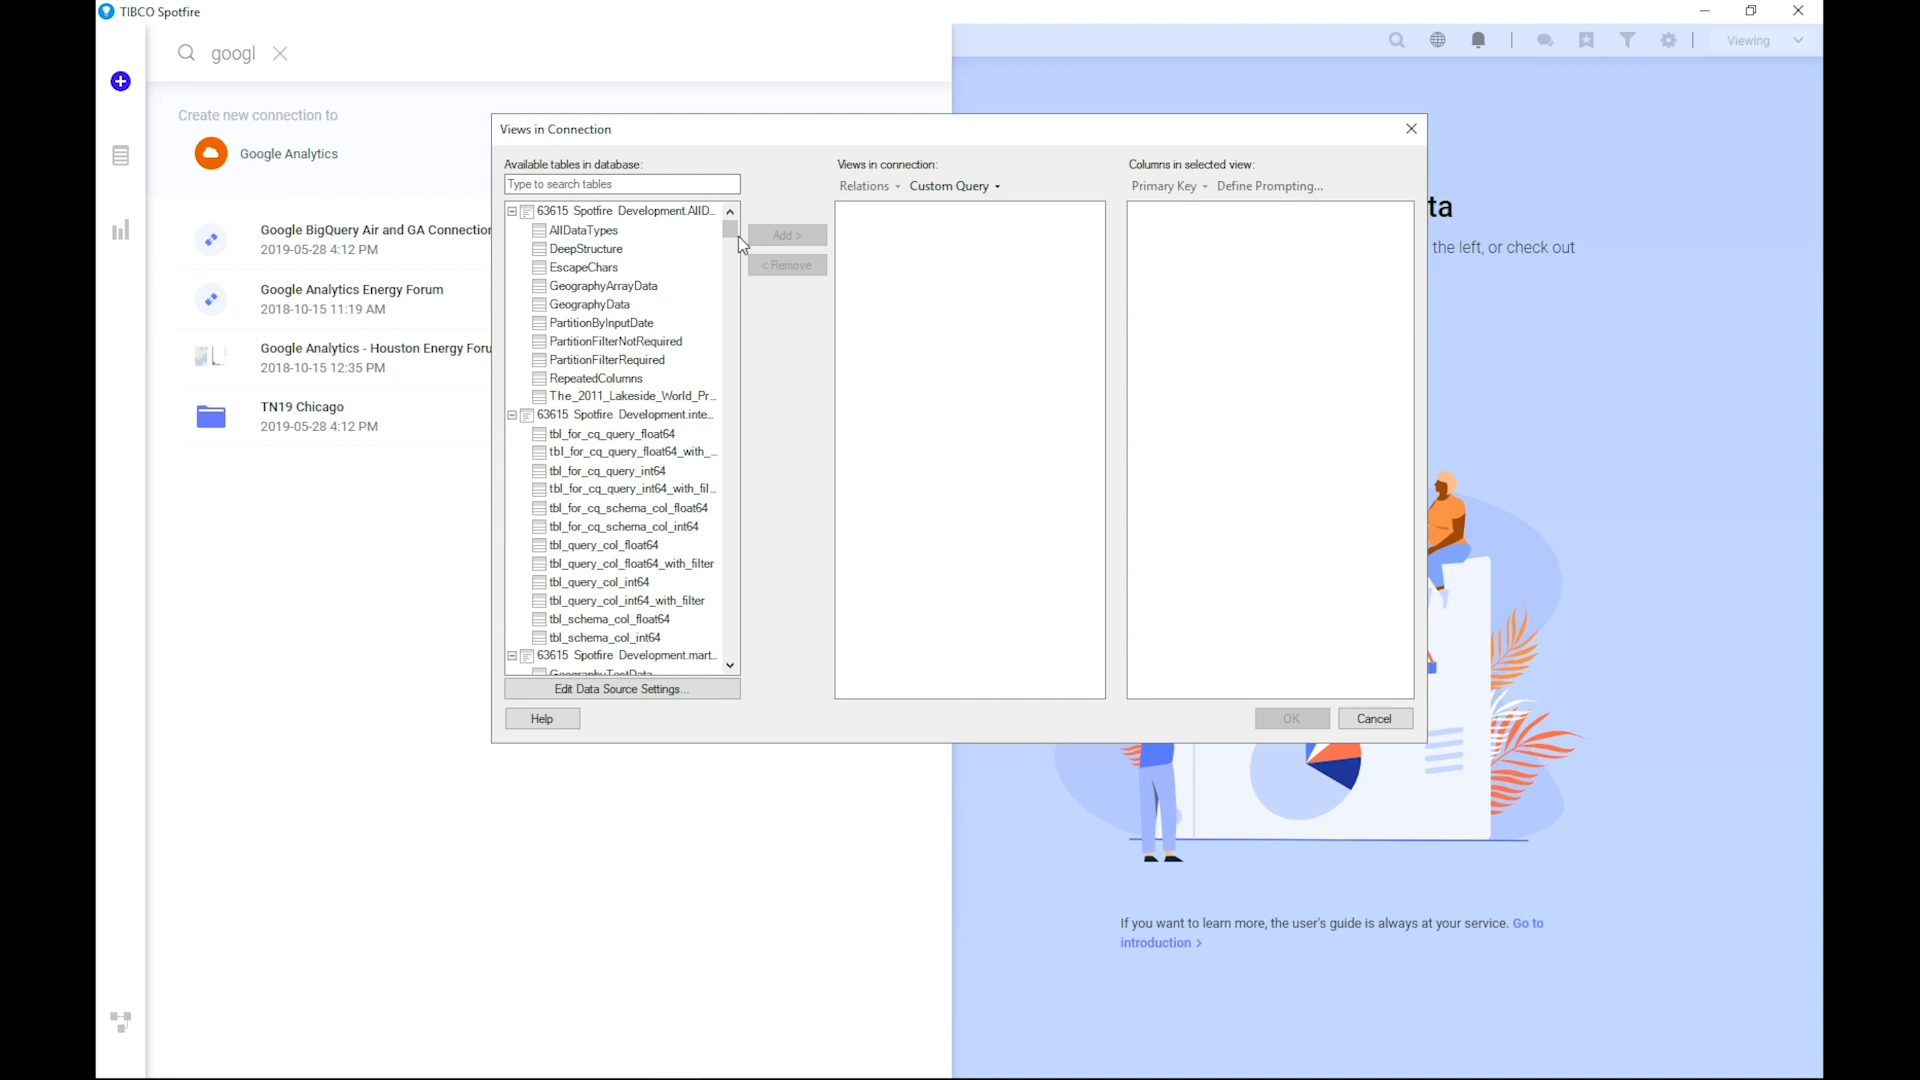 TIBCO Spotfire
googl
Viewing
Create new connection to
Google Analytics
Google BigQuery Air and GA Connection
2019-05-28 4:12 PM
Google Analytics Energy Forum
2018-10-15 11:19 AM
Google Analytics - Houston Energy Foru
2018-10-15 12:35 PM
TN19 Chicago
2019-05-28 4:12 PM
Views in Connection
Available tables in database:
Type to search tables
63615 Spotfire Development.AllD...
AllDataTypes
DeepStructure
EscapeChars
GeographyArrayData
GeographyData
PartitionByInputDate
PartitionFilterNotRequired
PartitionFilterRequired
RepeatedColumns
The_2011_Lakeside_World_Pr...
63615 Spotfire Development.inte...
tbl_for_cq_query_float64
tbl_for_cq_query_float64_with_...
tbl_for_cq_query_int64
tbl_for_cq_query_int64_with_fil...
tbl_for_cq_schema_col_float64
tbl_for_cq_schema_col_int64
tbl_query_col_float64
tbl_query_col_float64_with_filter
tbl_query_col_int64
tbl_query_col_int64_with_filter
tbl_schema_col_float64
tbl_schema_col_int64
63615 Spotfire Development.mart...
GeographyTestData
Edit Data Source Settings...
Help
Add >
< Remove
Views in connection:
Relations Custom Query
Columns in selected view:
Primary Key Define Prompting...
OK Cancel
ta
the left, or check out
If you want to learn more, the user's guide is always at your service. Go to
introduction >